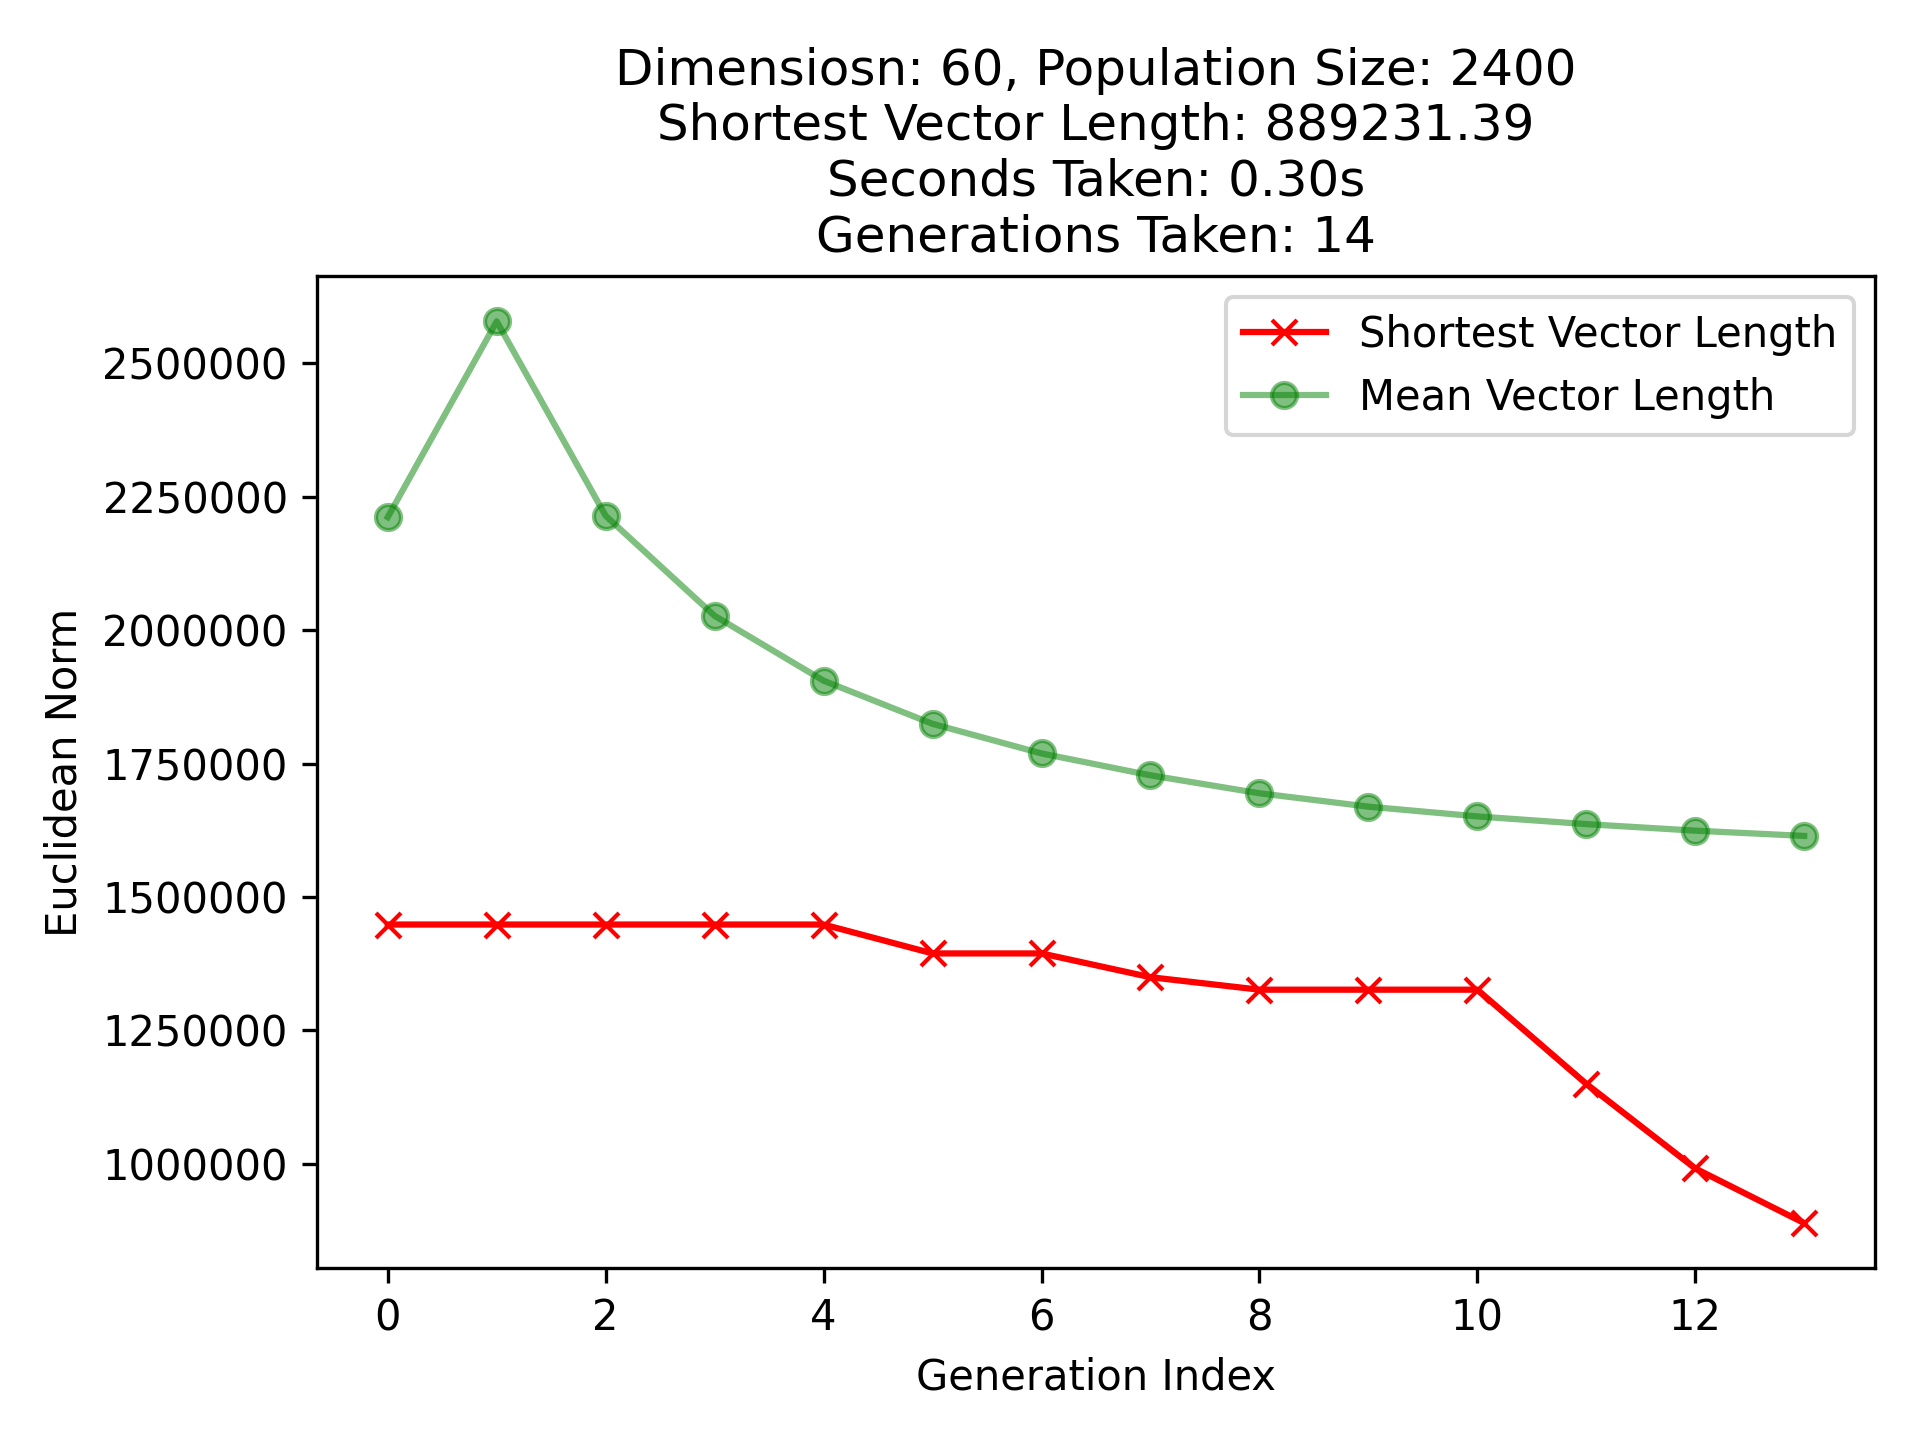 Dimensiosn: 60, Population Size: 2400
Shortest Vector Length: 889231.39
Seconds Taken: 0.30s
Generations Taken: 14
Shortest Vector Length
Mean Vector Length
2500000
2250000
2000000
1750000
1500000
1250000
1000000
Euclidean Norm
0 2 4 6 8 10 12
Generation Index